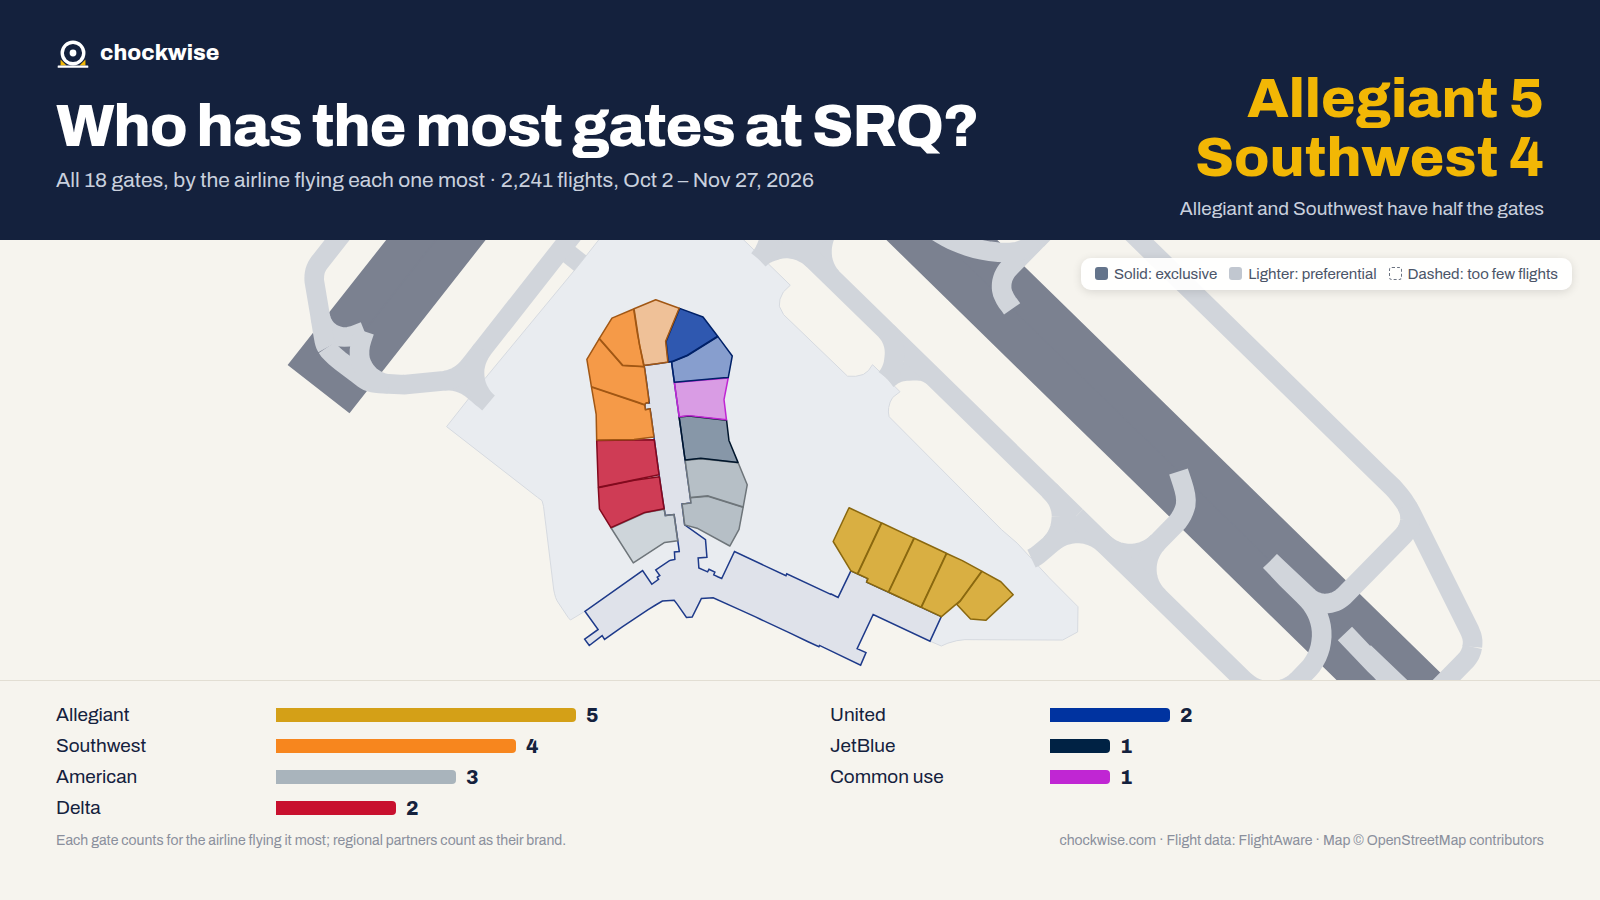 chockwise
Who has the most gates at SRQ?
All 18 gates, by the airline flying each one most · 2,241 flights, Oct 2 – Nov 27, 2026
Allegiant 5
Southwest 4
Allegiant and Southwest have half the gates
Solid: exclusive Lighter: preferential Dashed: too few flights
Allegiant 5
Southwest 4
American 3
Delta 2
United 2
JetBlue 1
Common use 1
Each gate counts for the airline flying it most; regional partners count as their brand.
chockwise.com · Flight data: FlightAware · Map © OpenStreetMap contributors